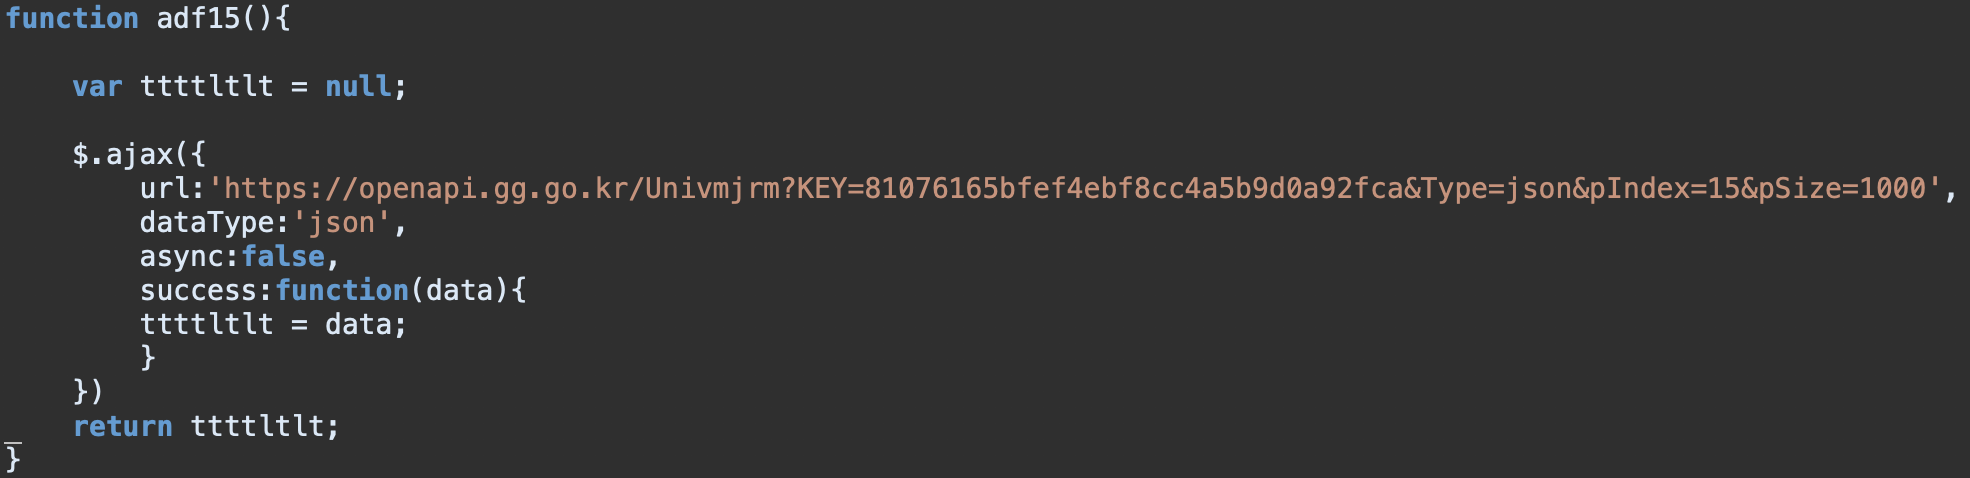 function adf15(){
var ttttltlt = null;
$.ajax({
url:'https://openapi.gg.go.kr/Univmjrm?KEY=81076165bfef4ebf8cc4a5b9d0a92fca&Type=json&pIndex=15&pSize=1000',
dataType:'json',
async:false,
success:function(data){
ttttltlt = data;
}
})
return ttttltlt;
}